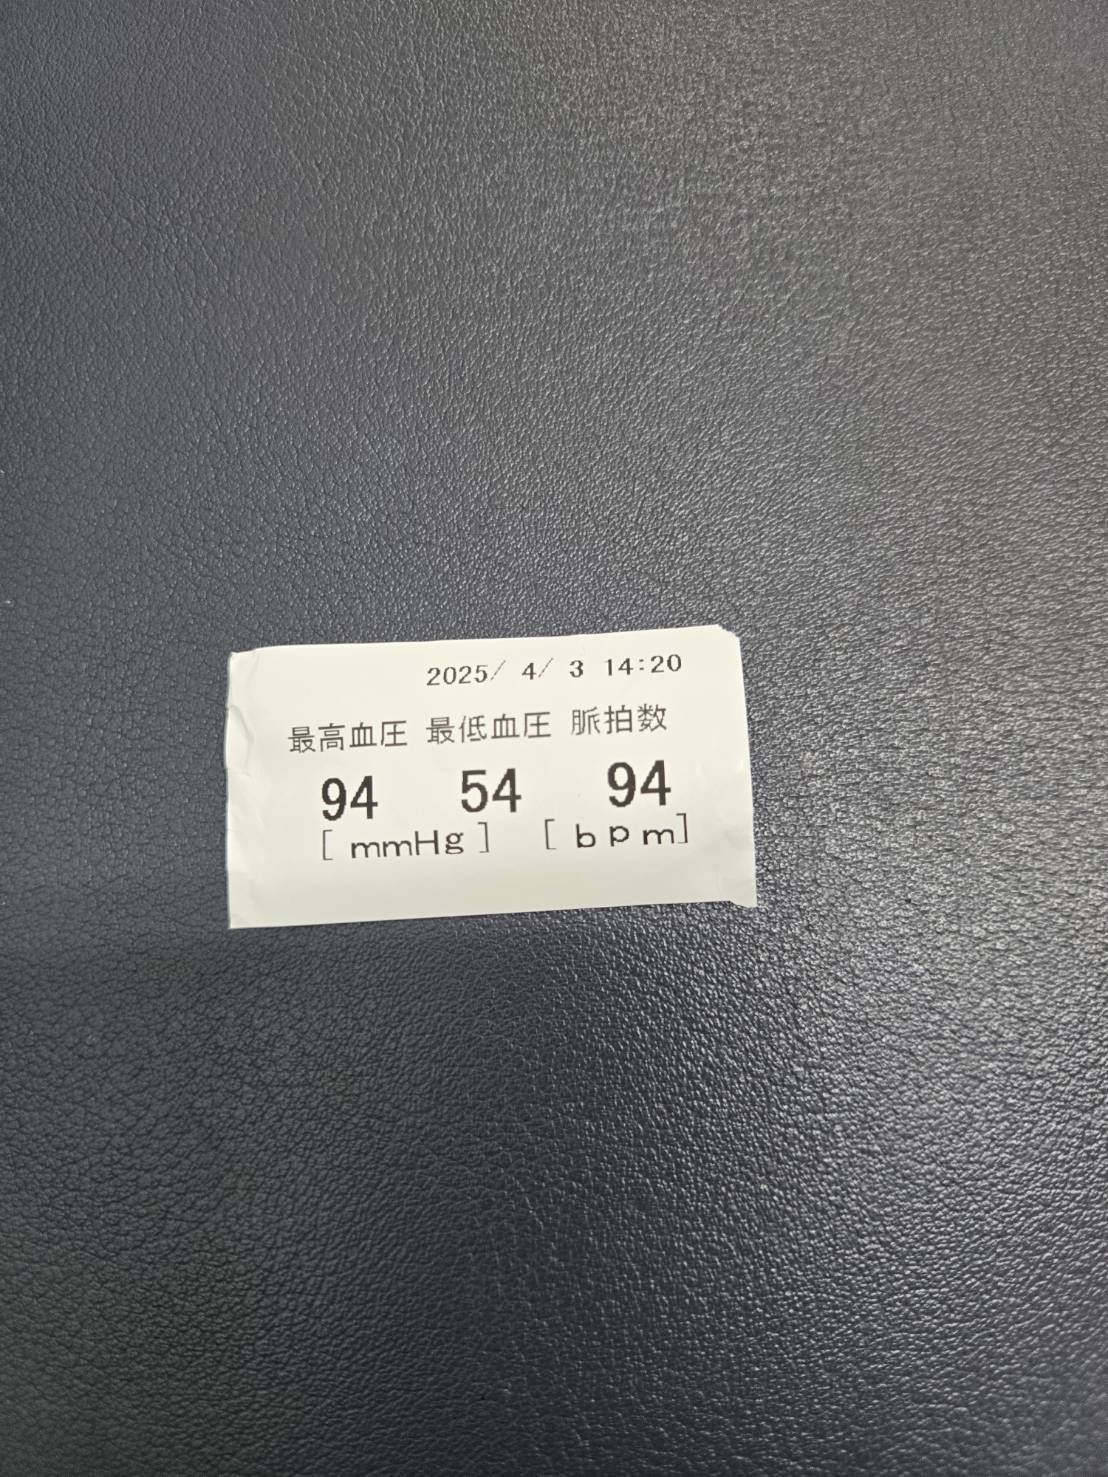 2025/ 4/ 3 14:20
最高血圧 最低血圧 脈拍数
94 54 94
[ mmHg ] [ bpm]